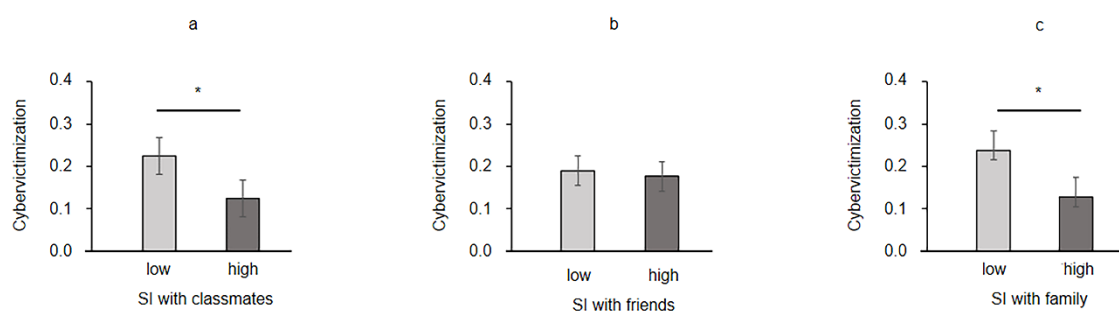 a
b
c
Cybervictimization
0.4
0.3
0.2
0.1
0.0
*
low
high
SI with classmates
Cybervictimization
0.4
0.3
0.2
0.1
0.0
low
high
SI with friends
Cybervictimization
0.4
0.3
0.2
0.1
0.0
*
low
high
SI with family